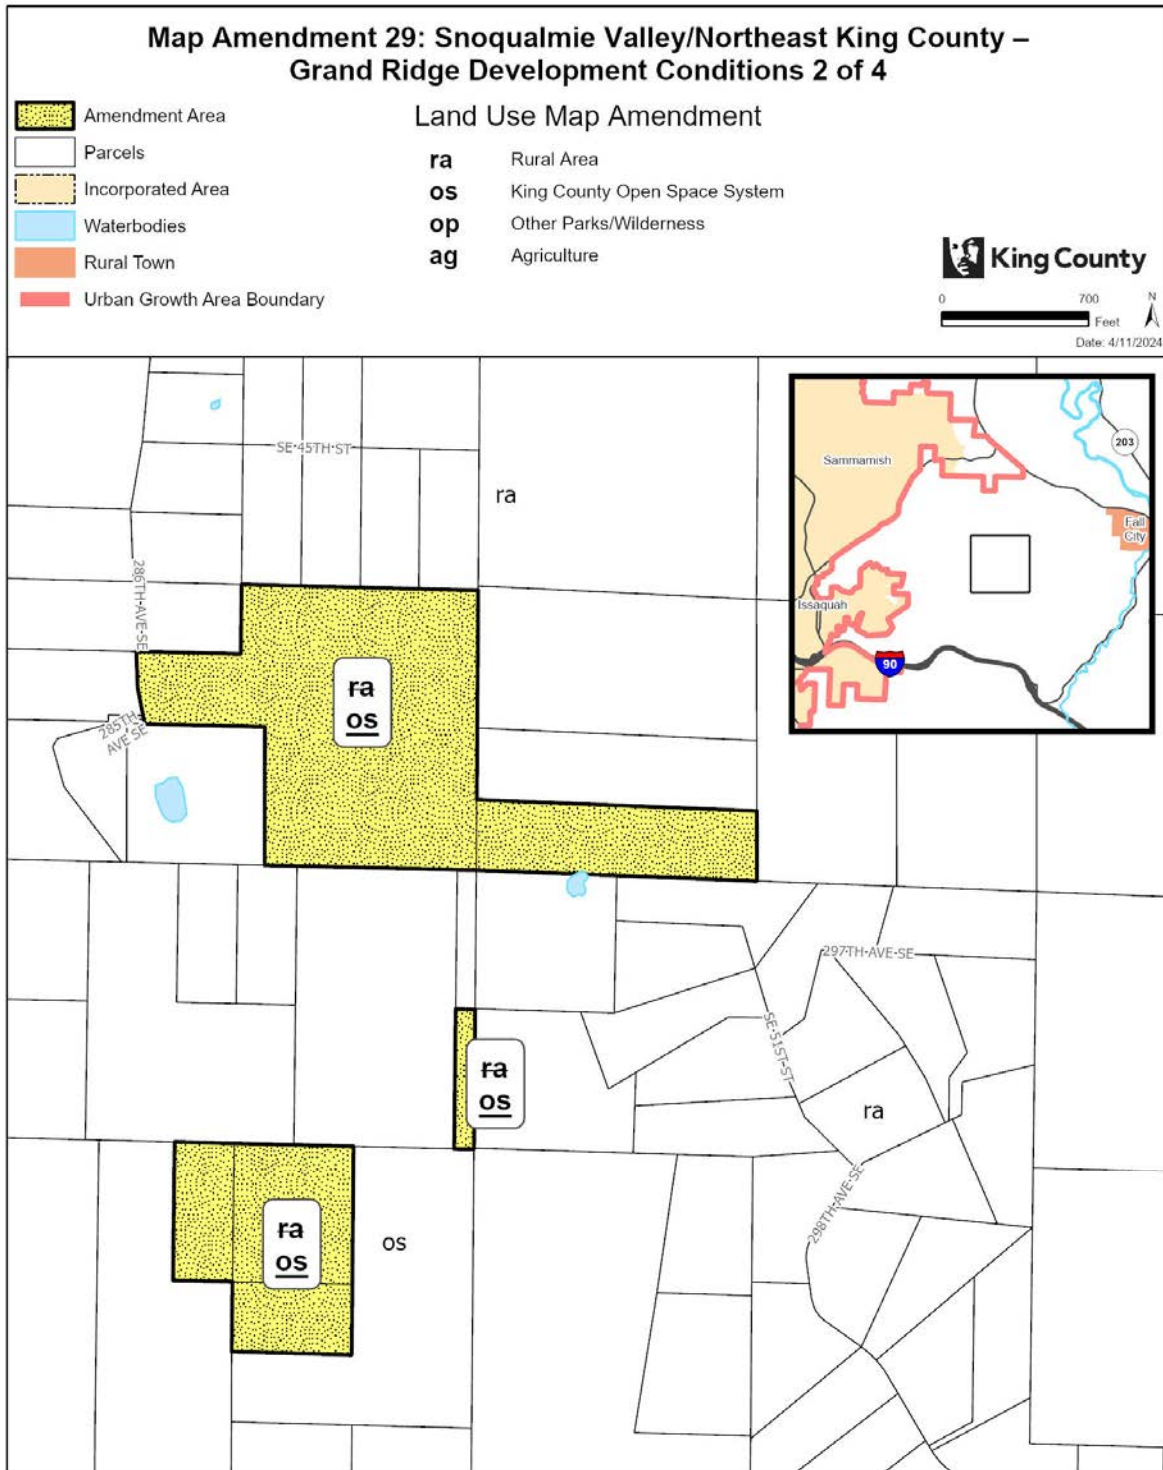 Map Amendment 29: Snoqualmie Valley/Northeast King County –
Grand Ridge Development Conditions 2 of 4
Amendment Area
Parcels
Incorporated Area
Waterbodies
Rural Town
Urban Growth Area Boundary
Land Use Map Amendment
ra Rural Area
os King County Open Space System
op Other Parks/Wilderness
ag Agriculture
King County
0 700
Feet
N
Date: 4/11/2024
203
Sammamish
Fall
City
Issaquah
90
SE 45TH ST
ra
286TH AVE SE
ra
os
285TH
AVE SE
297TH AVE SE
SE 51ST ST
ra
os
ra
298TH AVE SE
ra
os
os